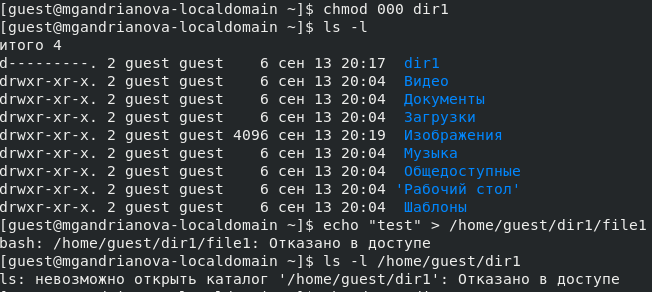 [guest@mgandrianova-localdomain ~]$ chmod 000 dir1
[guest@mgandrianova-localdomain ~]$ ls -l
итого 4
d---------. 2 guest guest    6 сен 13 20:17  dir1
drwxr-xr-x. 2 guest guest    6 сен 13 20:04  Видео
drwxr-xr-x. 2 guest guest    6 сен 13 20:04  Документы
drwxr-xr-x. 2 guest guest    6 сен 13 20:04  Загрузки
drwxr-xr-x. 2 guest guest 4096 сен 13 20:19  Изображения
drwxr-xr-x. 2 guest guest    6 сен 13 20:04  Музыка
drwxr-xr-x. 2 guest guest    6 сен 13 20:04  Общедоступные
drwxr-xr-x. 2 guest guest    6 сен 13 20:04 'Рабочий стол'
drwxr-xr-x. 2 guest guest    6 сен 13 20:04  Шаблоны
[guest@mgandrianova-localdomain ~]$ echo "test" > /home/guest/dir1/file1
bash: /home/guest/dir1/file1: Отказано в доступе
[guest@mgandrianova-localdomain ~]$ ls -l /home/guest/dir1
ls: невозможно открыть каталог '/home/guest/dir1': Отказано в доступе